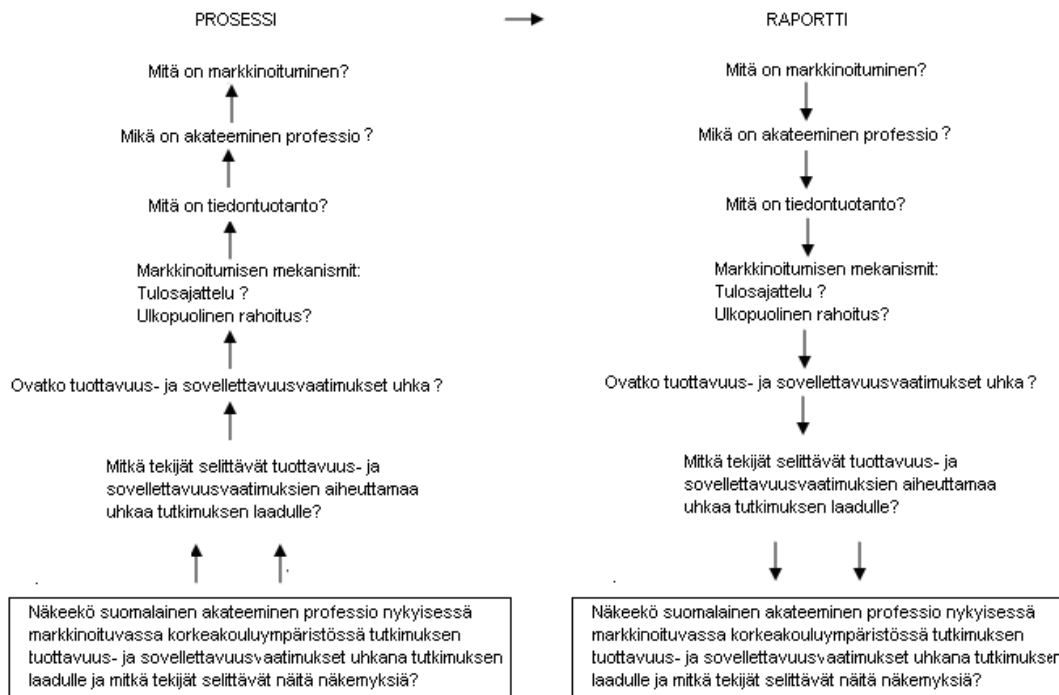 PROSESSI
Mitä on markkinoituminen?
Mikä on akateeminen professio ?
Mitä on tiedontuotanto?
Markkinoitumisen mekanismit:
Tulosajattelu ?
Ulkopuolinen rahoitus?
Ovatko tuottavuus- ja sovellettavuusvaatimukset uhka ?
Mitkä tekijät selittävät tuottavuus- ja
sovellettavuusvaatimuksien aiheuttamaa
uhkaa tutkimuksen laadulle?
Näkeekö suomalainen akateeminen professio nykyisessä
markkinoituvassa korkeakouluympäristössä tutkimuksen
tuottavuus- ja sovellettavuusvaatimukset uhkana tutkimuksen
laadulle ja mitkä tekijät selittävät näitä näkemyksiä?
RAPORTTI
Mitä on markkinoituminen?
Mikä on akateeminen professio ?
Mitä on tiedontuotanto?
Markkinoitumisen mekanismit:
Tulosajattelu ?
Ulkopuolinen rahoitus?
Ovatko tuottavuus- ja sovellettavuusvaatimukset uhka ?
Mitkä tekijät selittävät tuottavuus- ja
sovellettavuusvaatimuksien aiheuttamaa
uhkaa tutkimuksen laadulle?
Näkeekö suomalainen akateeminen professio nykyisessä
markkinoituvassa korkeakouluympäristössä tutkimuksen
tuottavuus- ja sovellettavuusvaatimukset uhkana tutkimuksen
laadulle ja mitkä tekijät selittävät näitä näkemyksiä?